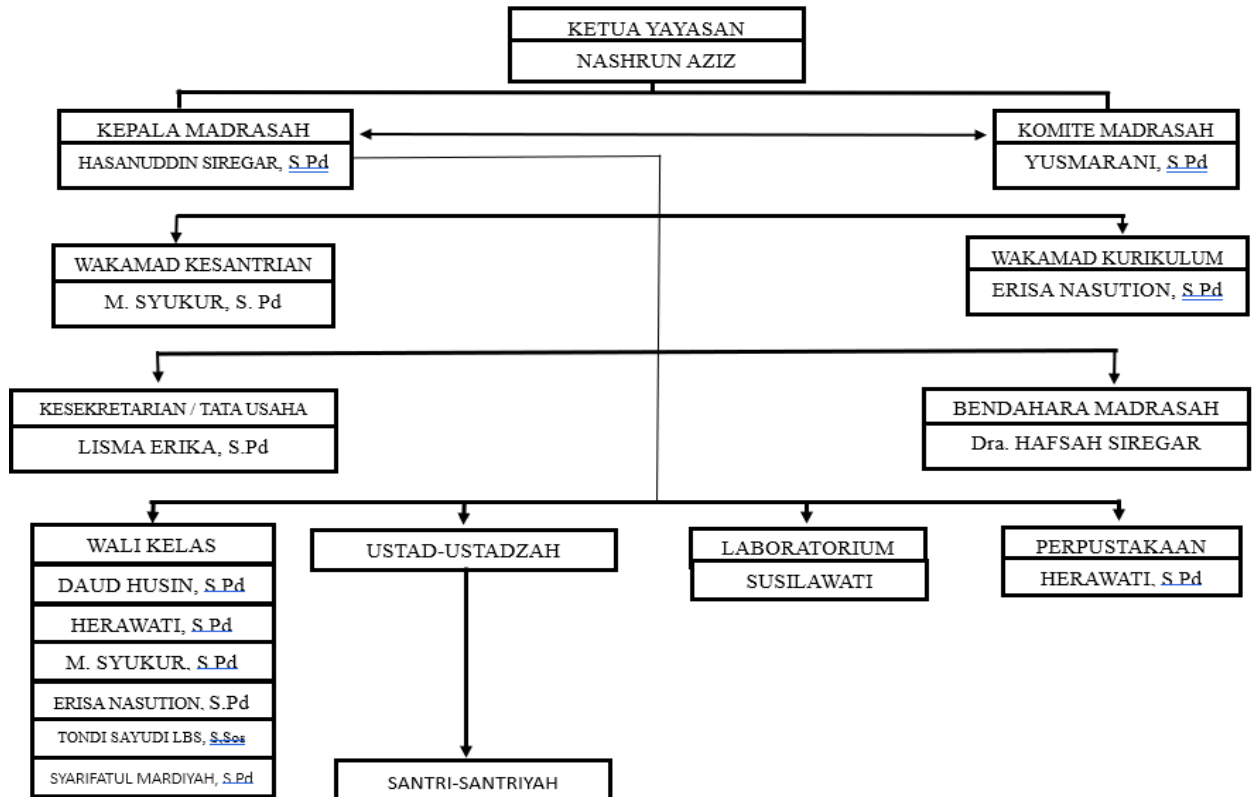 KETUA YAYASAN
NASHRUN AZIZ
KEPALA MADRASAH
HASANUDDIN SIREGAR, S.Pd
KOMITE MADRASAH
YUSMARANI, S.Pd
WAKAMAD KESANTRIAN
M. SYUKUR, S. Pd
WAKAMAD KURIKULUM
ERISA NASUTION, S.Pd
KESEKRETARIAN / TATA USAHA
LISMA ERIKA, S.Pd
BENDAHARA MADRASAH
Dra. HAFSAH SIREGAR
WALI KELAS
DAUD HUSIN, S.Pd
HERAWATI, S.Pd
M. SYUKUR, S.Pd
ERISA NASUTION, S.Pd
TONDI SAYUDI LBS, S.Sos
SYARIFATUL MARDIYAH, S.Pd
USTAD-USTADZAH
SANTRI-SANTRIYAH
LABORATORIUM
SUSILAWATI
PERPUSTAKAAN
HERAWATI, S.Pd